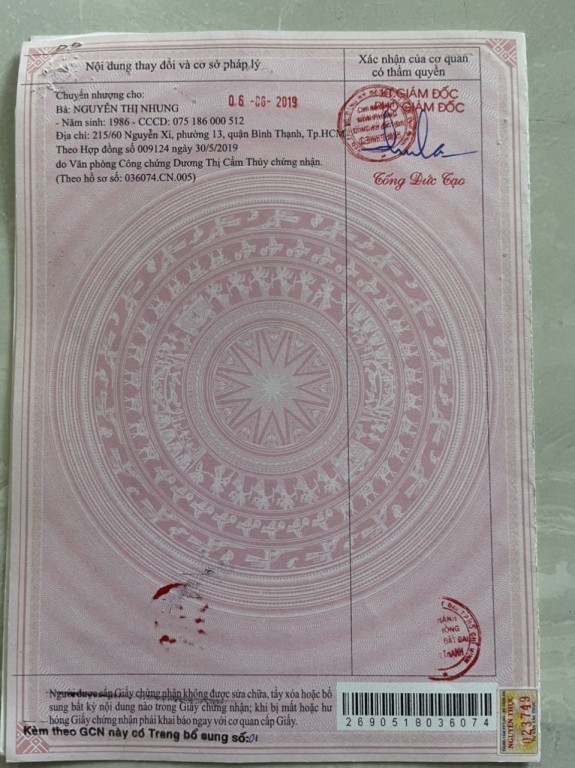 Nội dung thay đổi và cơ sở pháp lý
Xác nhận của cơ quan
có thẩm quyền
Chuyển nhượng cho:
Bà: NGUYỄN THỊ NHUNG
06 -06- 2019
- Năm sinh: 1986 - CCCD: 075 186 000 512
Địa chỉ: 215/60 Nguyễn Xí, phường 13, quận Bình Thạnh, Tp.HCM
Theo Hợp đồng số 009124 ngày 30/5/2019
do Văn phòng Công chứng Dương Thị Cẩm Thúy chứng nhận.
(Theo hồ sơ số: 036074.CN.005)
KT.GIÁM ĐỐC
PHÓ GIÁM ĐỐC
Tống Đức Tạo
Người được cấp Giấy chứng nhận không được sửa chữa, tẩy xóa hoặc bổ
sung bất kỳ nội dung nào trong Giấy chứng nhận; khi bị mất hoặc hư
hỏng Giấy chứng nhận phải khai báo ngay với cơ quan cấp Giấy.
Kèm theo GCN này có Trang bổ sung số:01
2690518036074
NGUYÊN THỦY
023749